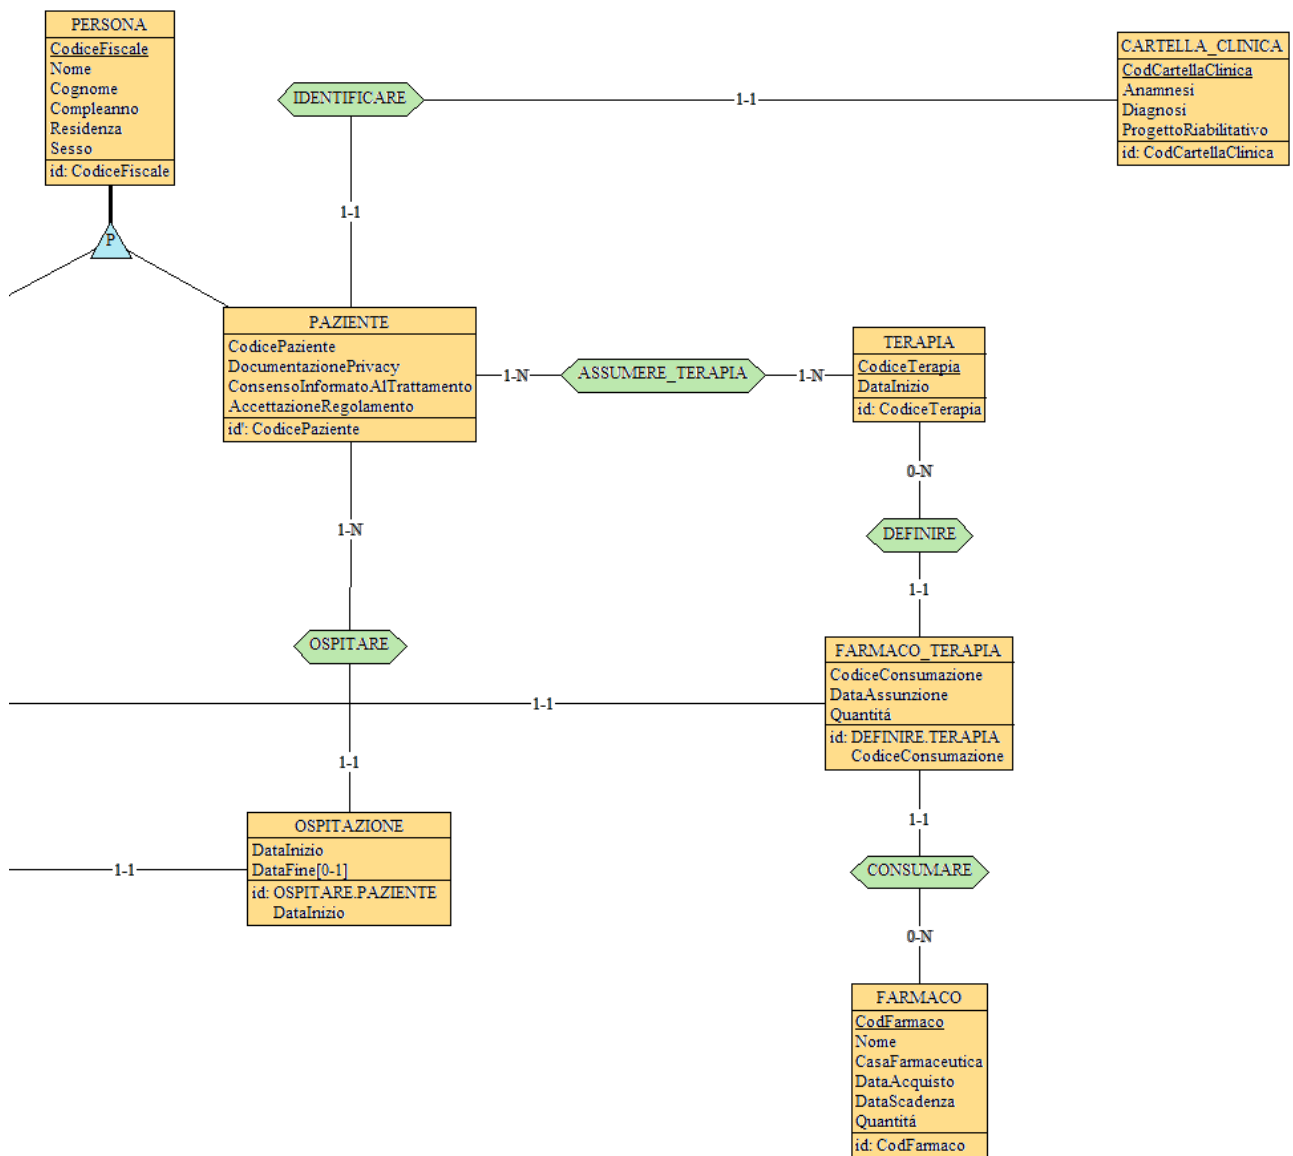 PERSONA
CodiceFiscale
Nome
Cognome
Compleanno
Residenza
Sesso
id: CodiceFiscale
P
IDENTIFICARE
1-1
1-1
CARTELLA_CLINICA
CodCartellaClinica
Anamnesi
Diagnosi
ProgettoRiabilitativo
id: CodCartellaClinica
PAZIENTE
CodicePaziente
DocumentazionePrivacy
ConsensoInformatoAlTrattamento
AccettazioneRegolamento
id': CodicePaziente
1-N
ASSUMERE_TERAPIA
1-N
TERAPIA
CodiceTerapia
DataInizio
id: CodiceTerapia
0-N
DEFINIRE
1-1
1-N
OSPITARE
1-1
FARMACO_TERAPIA
CodiceConsumazione
DataAssunzione
Quantitá
id: DEFINIRE.TERAPIA
CodiceConsumazione
1-1
1-1
OSPITAZIONE
DataInizio
DataFine[0-1]
id: OSPITARE.PAZIENTE
DataInizio
1-1
CONSUMARE
0-N
FARMACO
CodFarmaco
Nome
CasaFarmaceutica
DataAcquisto
DataScadenza
Quantitá
id: CodFarmaco